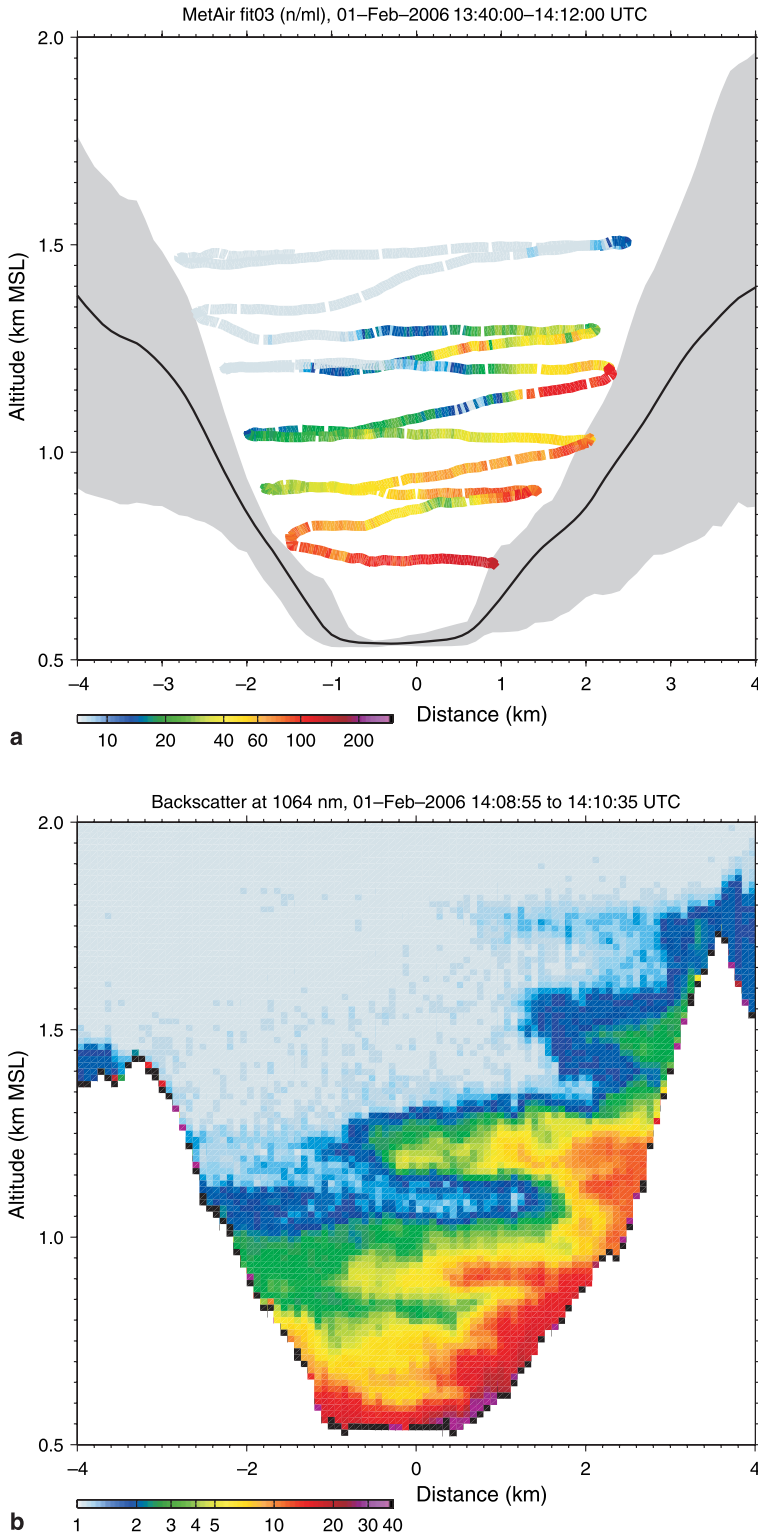 MetAir fit03 (n/ml), 01–Feb–2006 13:40:00–14:12:00 UTC
2.0
1.5
1.0
0.5
Altitude (km MSL)
–4 –3 –2 –1 0 1 2 3 4
Distance (km)
10 20 40 60 100 200
a
Backscatter at 1064 nm, 01–Feb–2006 14:08:55 to 14:10:35 UTC
2.0
1.5
1.0
0.5
Altitude (km MSL)
–4 –2 0 2 4
Distance (km)
1 2 3 4 5 10 20 30 40
b